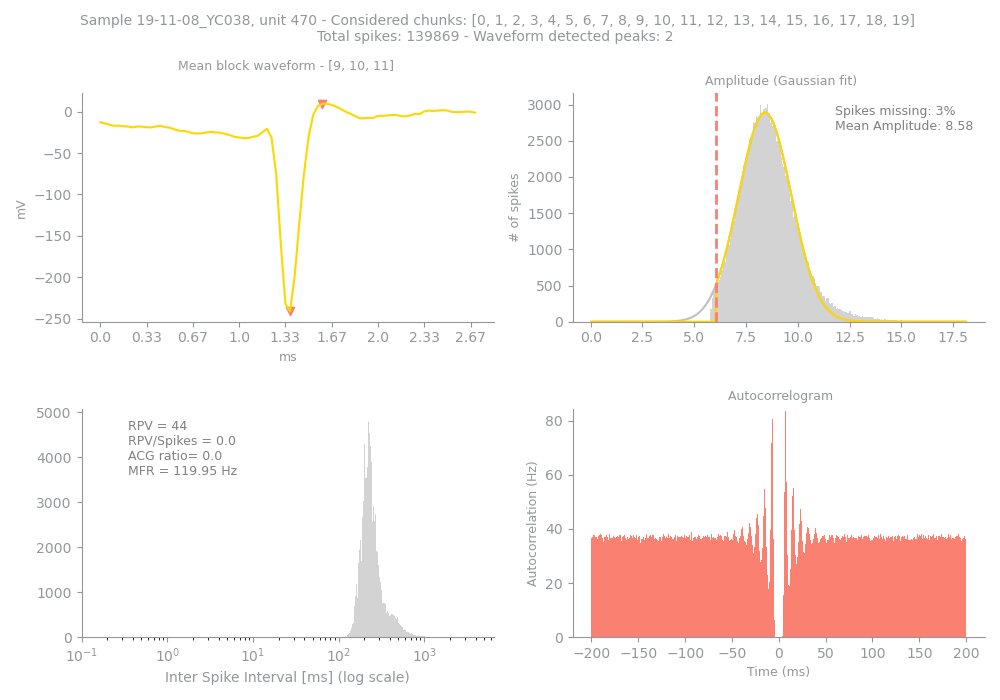 Sample 19-11-08_YC038, unit 470 - Considered chunks: [0, 1, 2, 3, 4, 5, 6, 7, 8, 9, 10, 11, 12, 13, 14, 15, 16, 17, 18, 19]
Total spikes: 139869 - Waveform detected peaks: 2
Mean block waveform - [9, 10, 11]
0
−50
−100
−150
−200
−250
mV
0.0 0.33 0.67 1.0 1.33 1.67 2.0 2.33 2.67
ms
Amplitude (Gaussian fit)
Spikes missing: 3%
Mean Amplitude: 8.58
3000
2500
2000
1500
1000
500
0
# of spikes
0.0 2.5 5.0 7.5 10.0 12.5 15.0 17.5
RPV = 44
RPV/Spikes = 0.0
ACG ratio= 0.0
MFR = 119.95 Hz
5000
4000
3000
2000
1000
0
10⁻¹ 10⁰ 10¹ 10² 10³
Inter Spike Interval [ms] (log scale)
Autocorrelogram
80
60
40
20
0
Autocorrelation (Hz)
−200 −150 −100 −50 0 50 100 150 200
Time (ms)